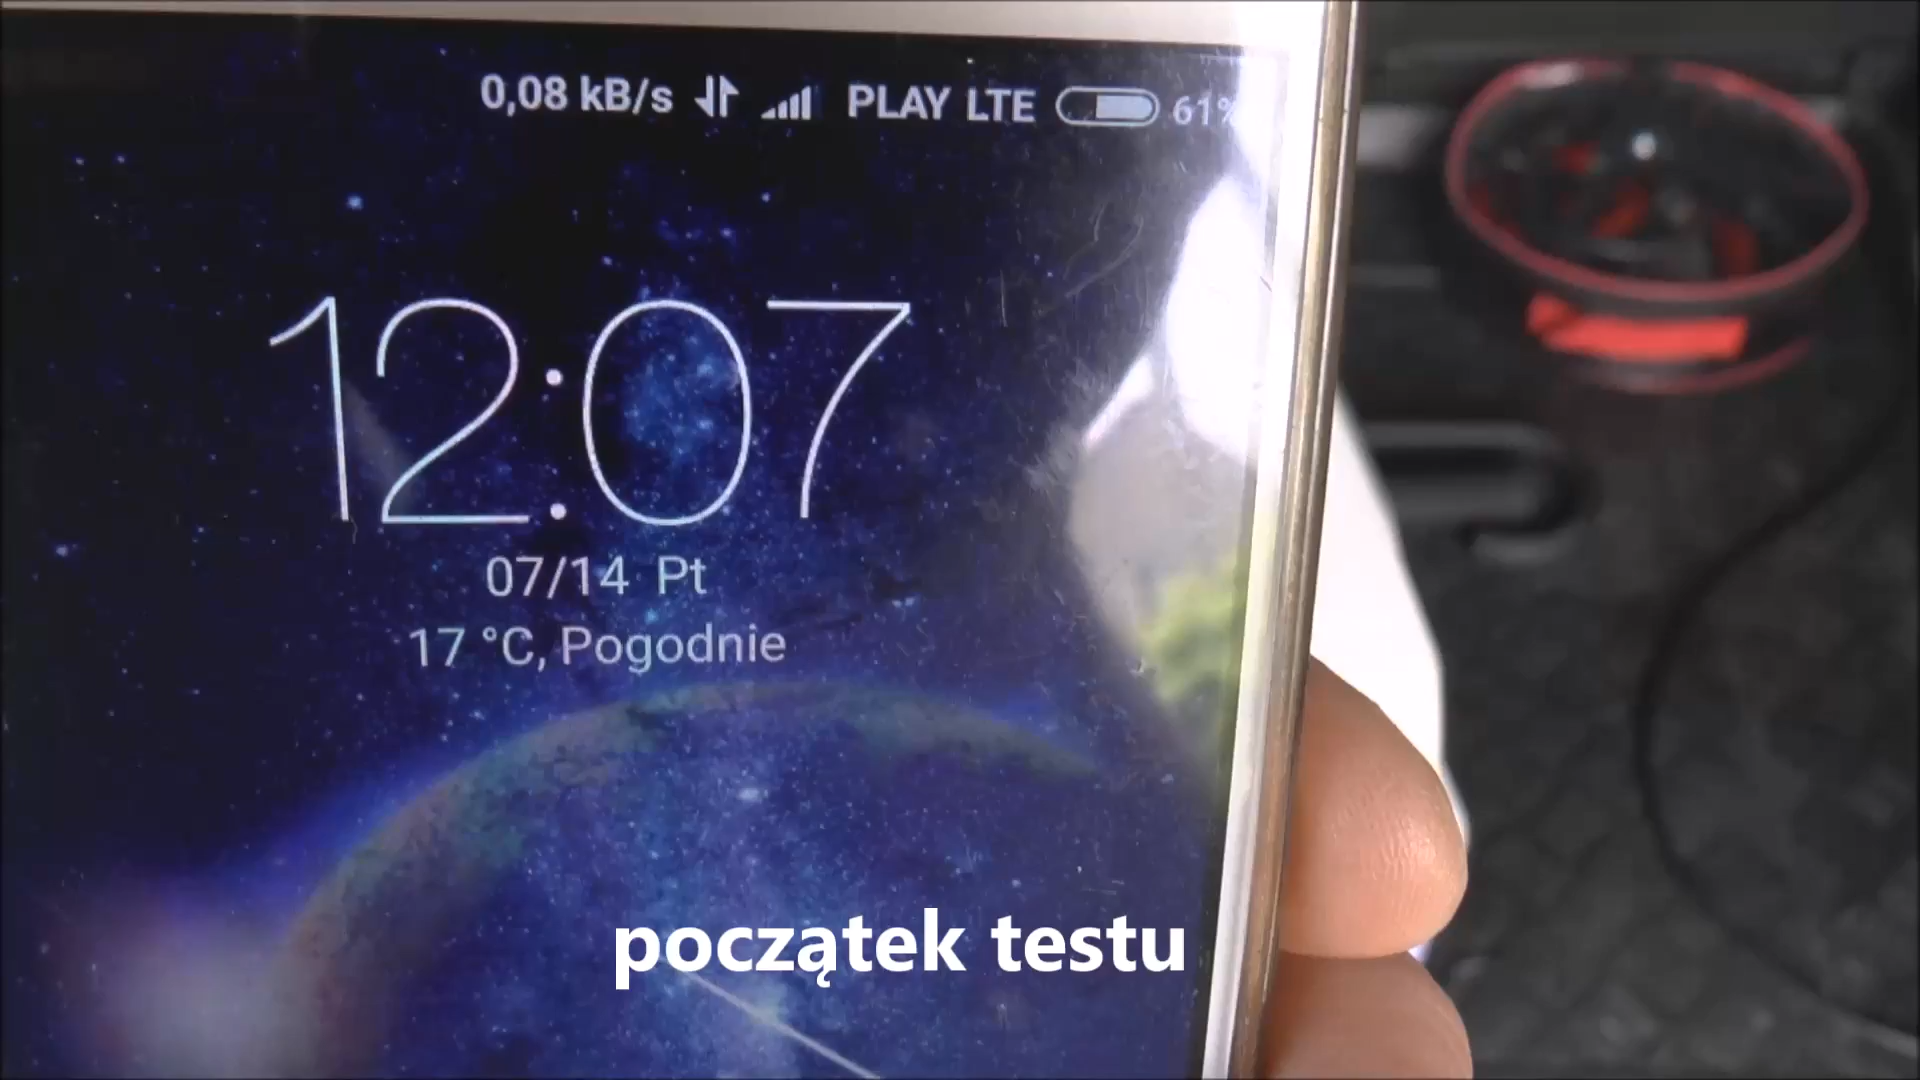 0,08 kB/s PLAY LTE 61%
12:07
07/14 Pt
17 °C, Pogodnie
początek testu